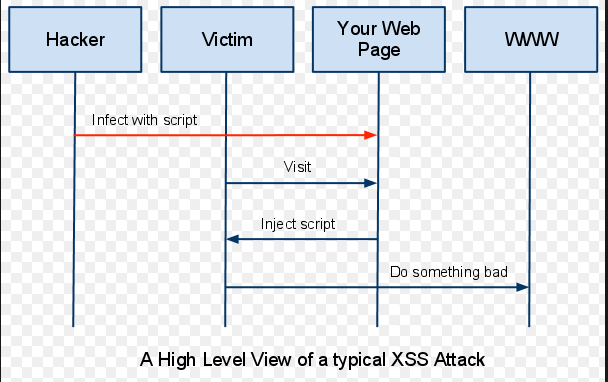 Hacker
Victim
Your Web
Page
WWW
Infect with script
Visit
Inject script
Do something bad
A High Level View of a typical XSS Attack